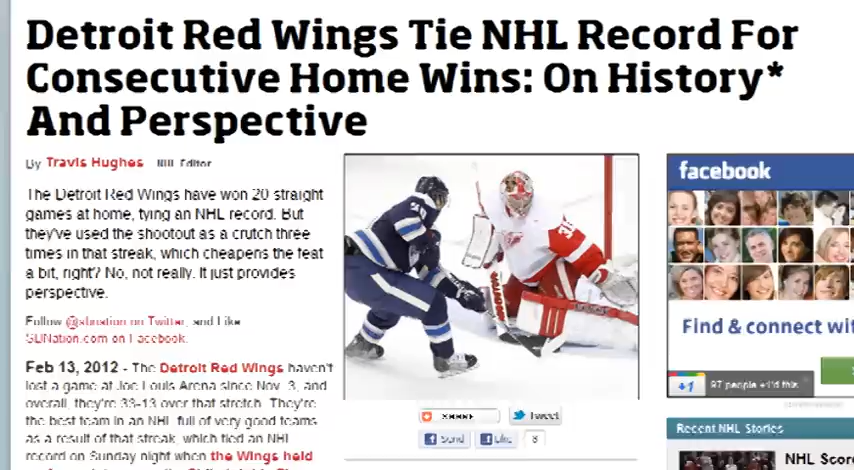 Detroit Red Wings Tie NHL Record For
Consecutive Home Wins: On History*
And Perspective
By Travis Hughes NHL Editor
The Detroit Red Wings have won 20 straight
games at home, tying an NHL record. But
they've used the shootout as a crutch three
times in that streak, which cheapens the feat
a bit, right? No, not really. It just provides
perspective.
Follow @sbnation on Twitter, and Like
SBNation.com on Facebook.
Feb 13, 2012 - The Detroit Red Wings haven't
lost a game at Joe Louis Arena since Nov. 3, and
overall, they're 33-13 over that stretch. They're
the best team in an NHL full of very good teams
as a result of that streak, which tied an NHL
record on Sunday night when the Wings held
Tweet
Send
Like
8
facebook
Find & connect wit
+1
97 people +1'd this
Recent NHL Stories
NHL Score